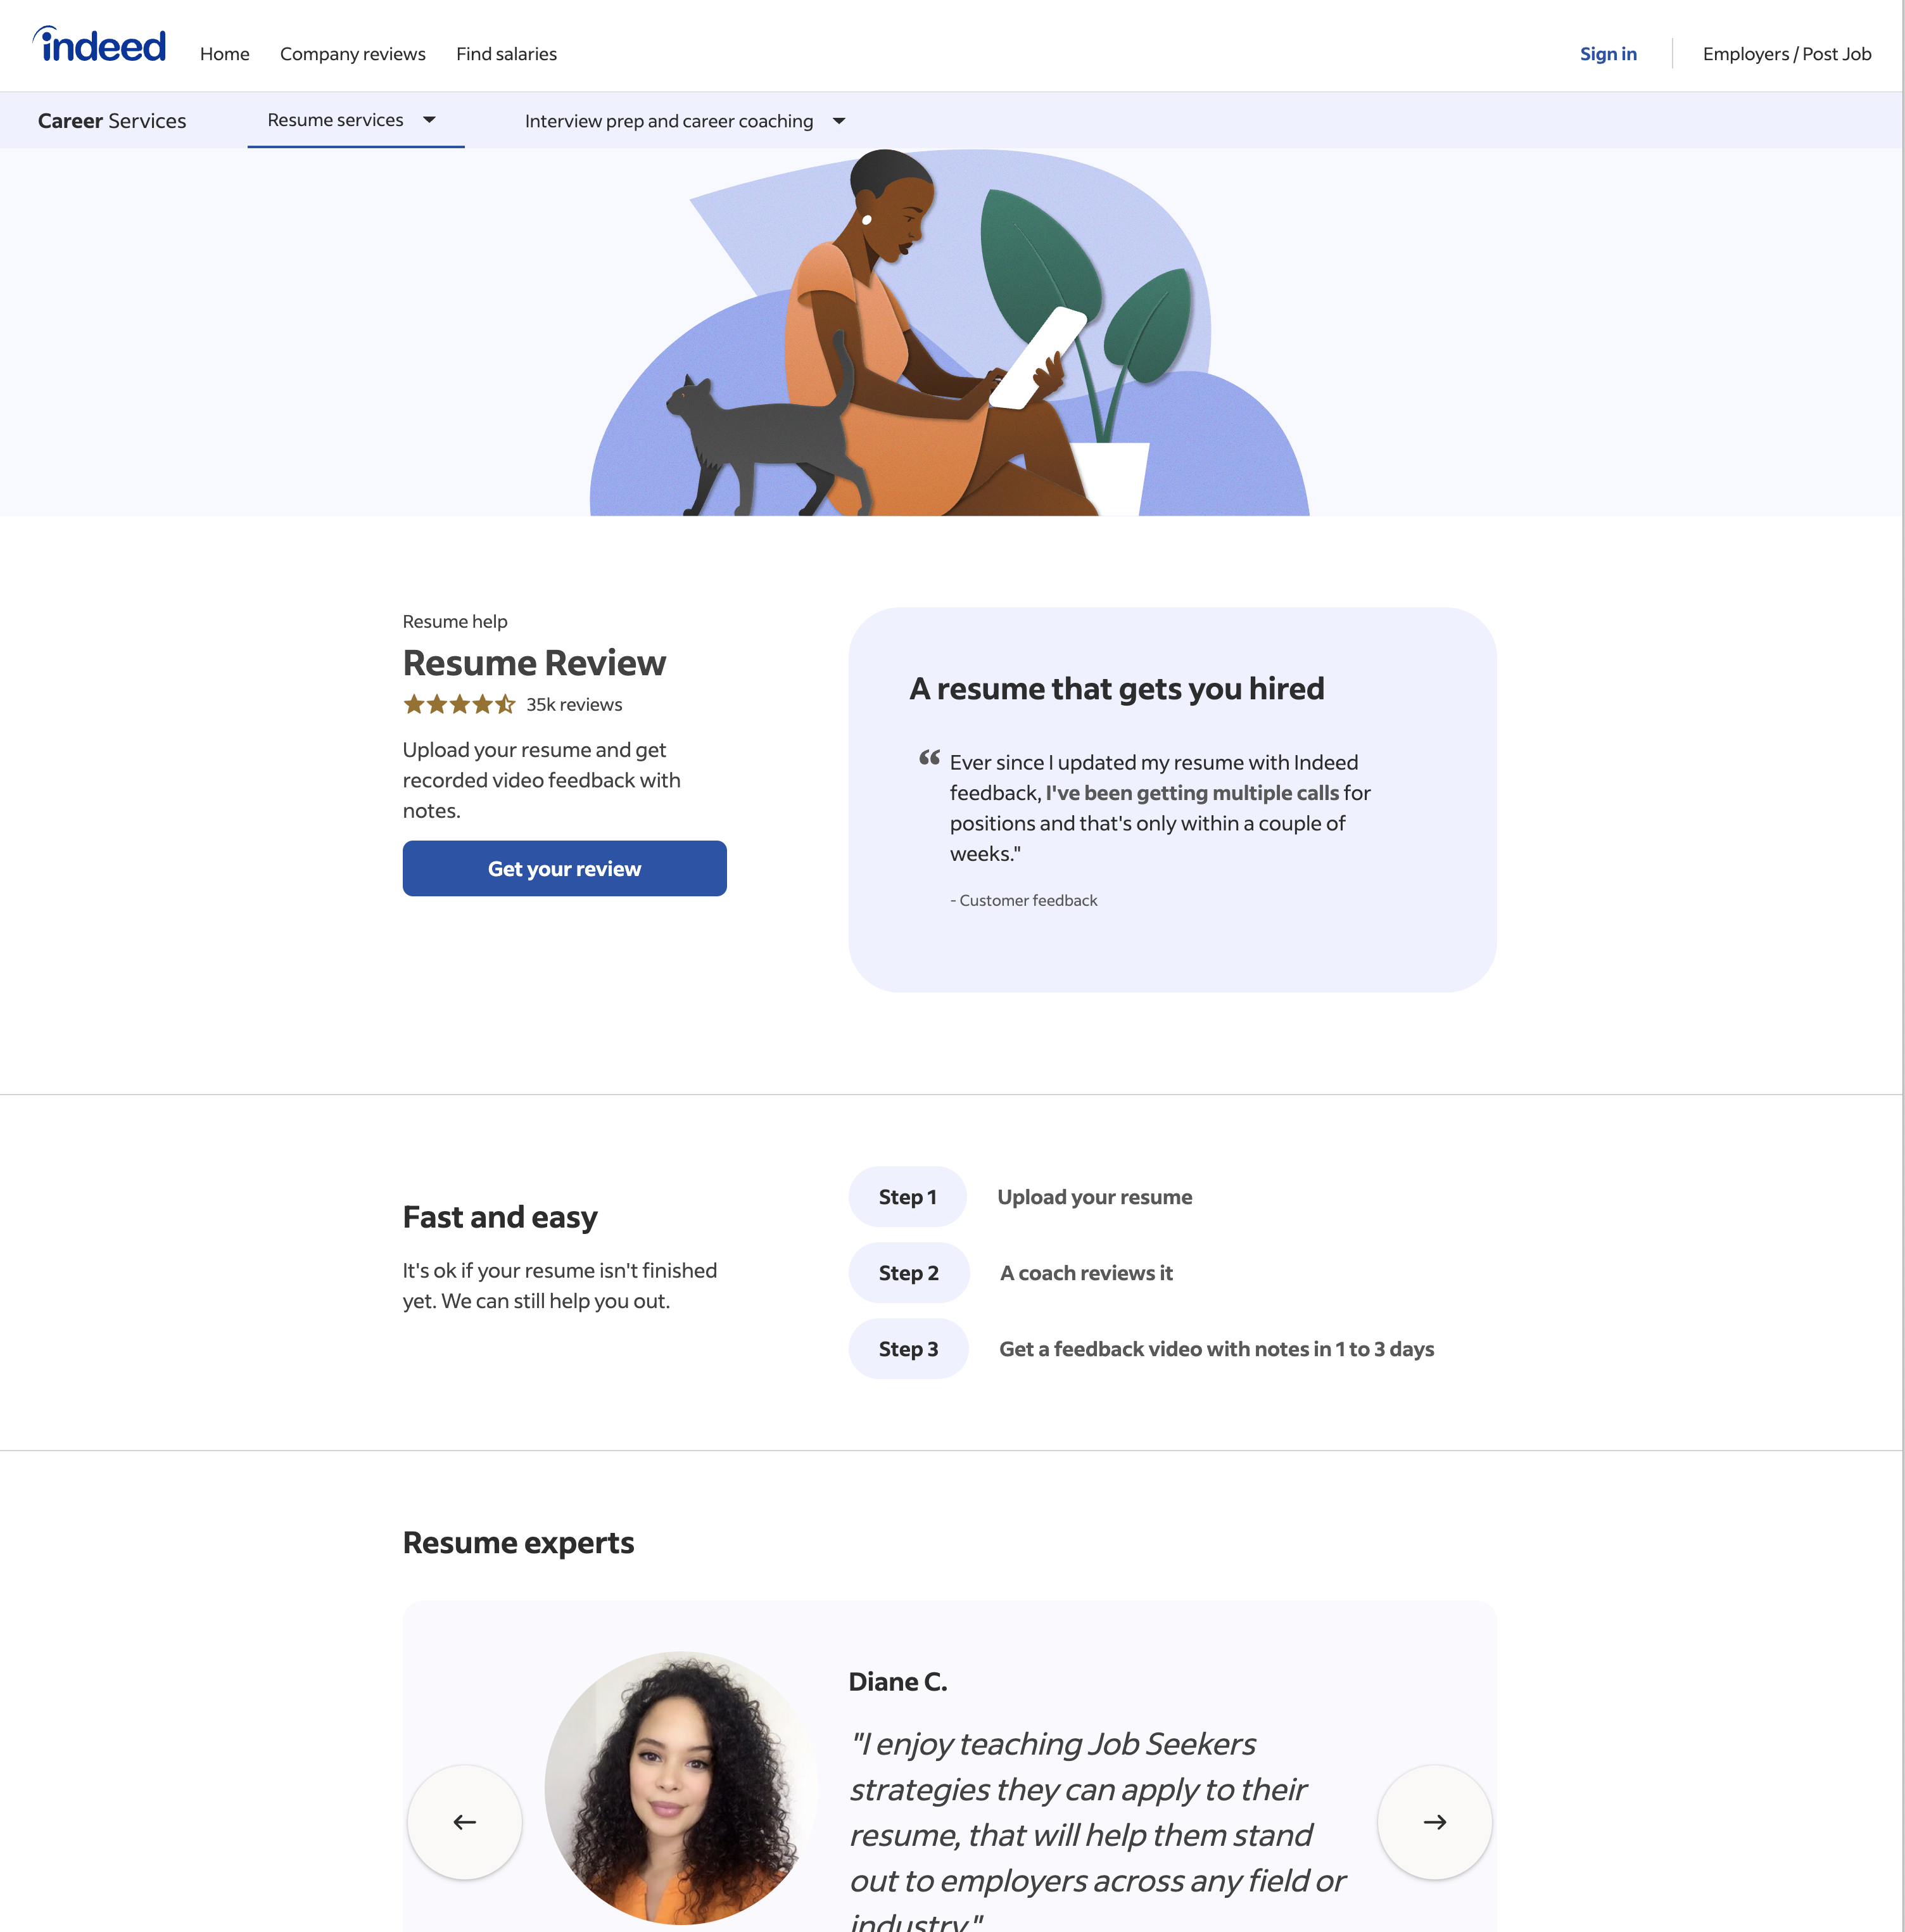 indeed
Home Company reviews Find salaries Sign in Employers / Post Job
Career Services Resume services Interview prep and career coaching
Resume help
Resume Review
35k reviews
Upload your resume and get
recorded video feedback with
notes.
Get your review
A resume that gets you hired
“ Ever since I updated my resume with Indeed
feedback, I've been getting multiple calls for
positions and that's only within a couple of
weeks."
- Customer feedback
Fast and easy
It's ok if your resume isn't finished
yet. We can still help you out.
Step 1 Upload your resume
Step 2 A coach reviews it
Step 3 Get a feedback video with notes in 1 to 3 days
Resume experts
Diane C.
"I enjoy teaching Job Seekers
strategies they can apply to their
resume, that will help them stand
out to employers across any field or
industry."